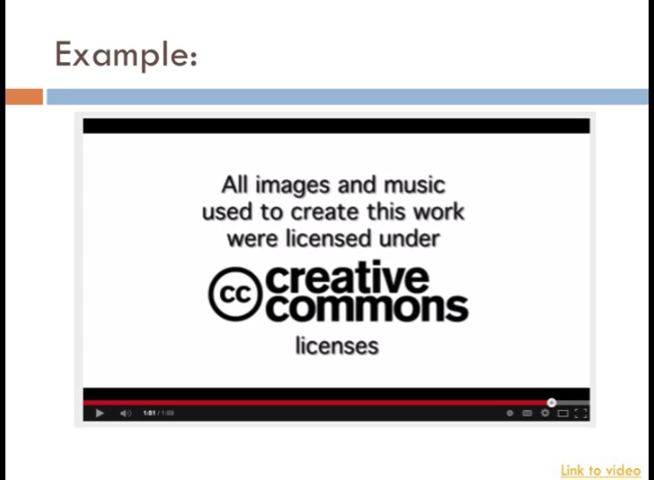 Example:
All images and music
used to create this work
were licensed under
cc creative
commons
licenses
1:51 / 1:59
Link to video